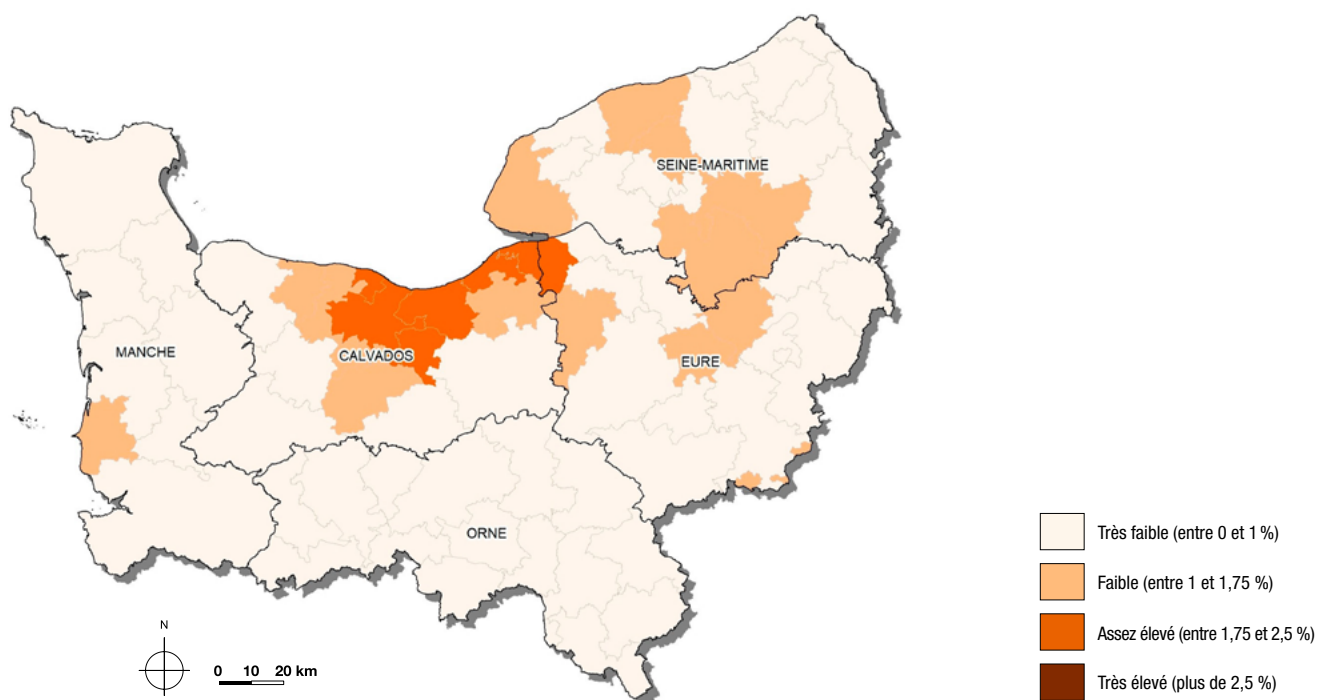 SEINE-MARITIME
MANCHE
CALVADOS
EURE
ORNE
N
0 10 20 km
Très faible (entre 0 et 1 %)
Faible (entre 1 et 1,75 %)
Assez élevé (entre 1,75 et 2,5 %)
Très élevé (plus de 2,5 %)